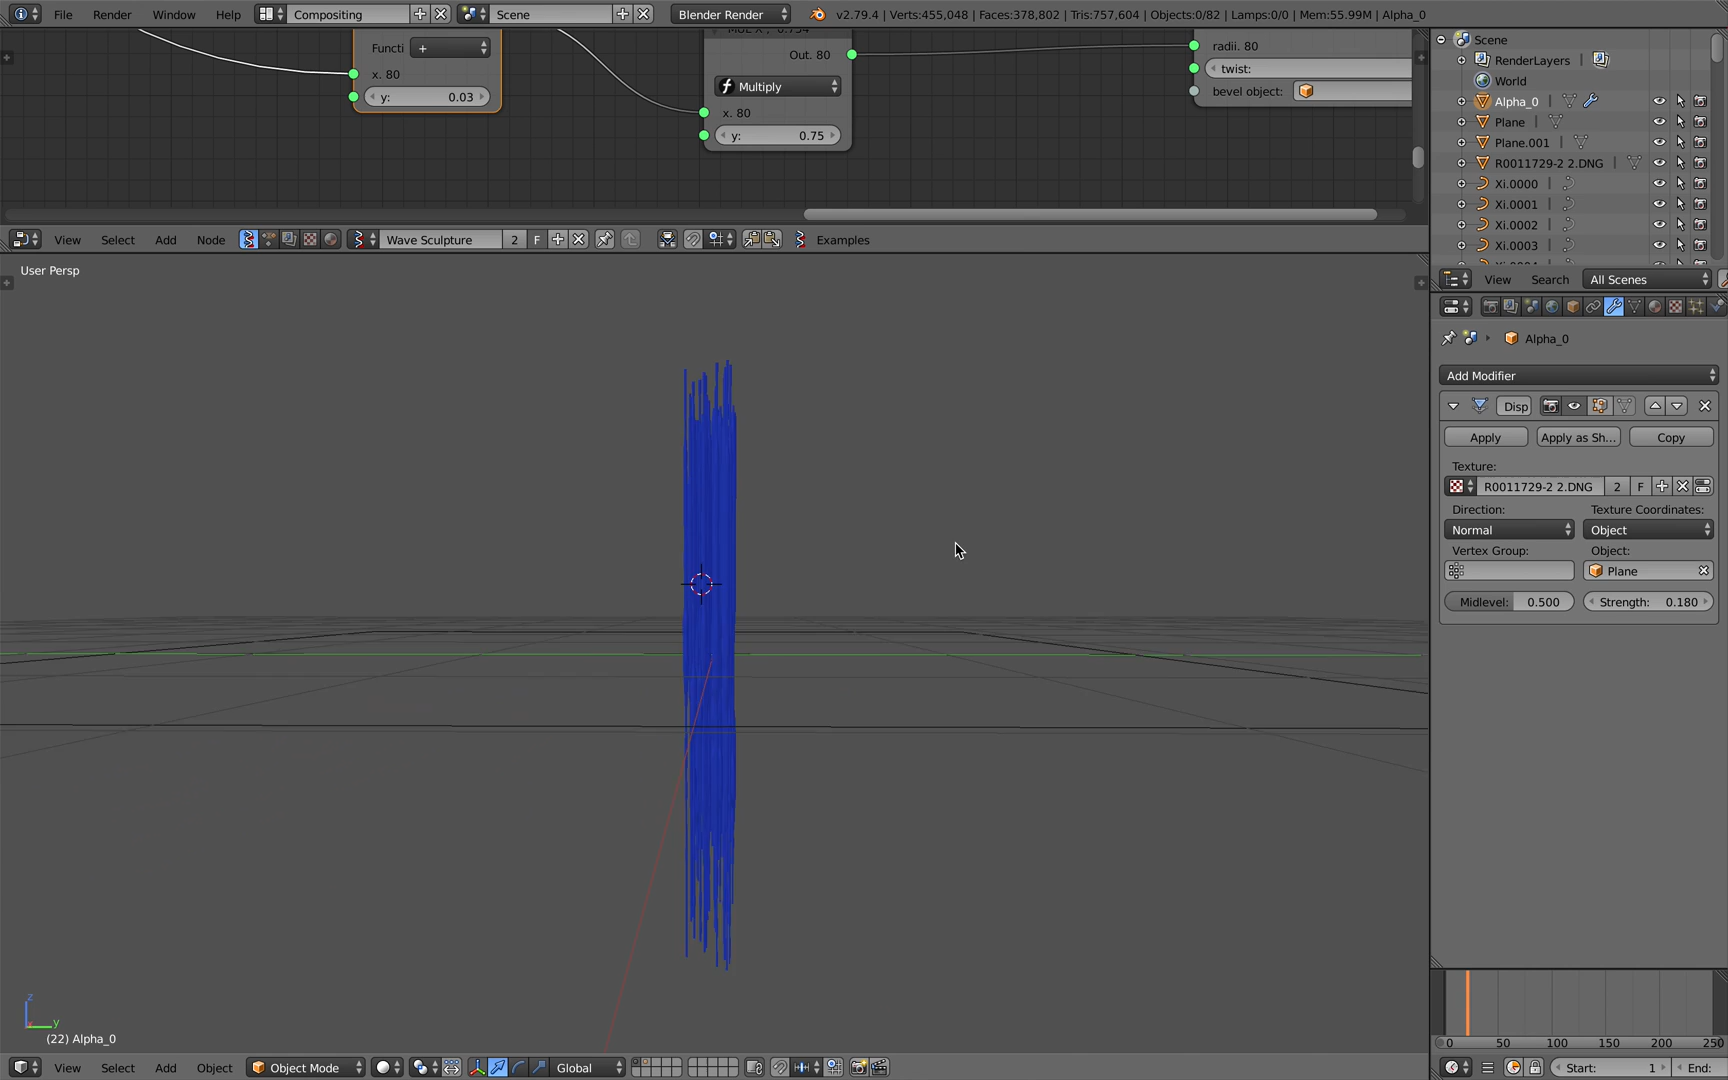 File Render Window Help Compositing Scene Blender Render v2.79.4 | Verts:455,048 | Faces:378,802 | Tris:757,604 | Objects:0/82 | Lamps:0/0 | Mem:55.99M | Alpha_0
Functi +
x. 80
y: 0.03
Out. 80
Multiply
x. 80
y: 0.75
radii. 80
twist:
bevel object:
View Select Add Node Wave Sculpture 2 F Examples
User Persp
(22) Alpha_0
z
y
View Select Add Object Object Mode Global
Scene
RenderLayers |
World
Alpha_0 |
Plane |
Plane.001 |
R0011729-2 2.DNG |
Xi.0000 |
Xi.0001 |
Xi.0002 |
Xi.0003 |
View Search All Scenes
Alpha_0
Add Modifier
Disp
Apply Apply as Sh... Copy
Texture:
R0011729-2 2.DNG 2 F
Direction: Texture Coordinates:
Normal Object
Vertex Group: Object:
Plane
Midlevel: 0.500 Strength: 0.180
0 50 100 150 200 250
Start: 1 End: